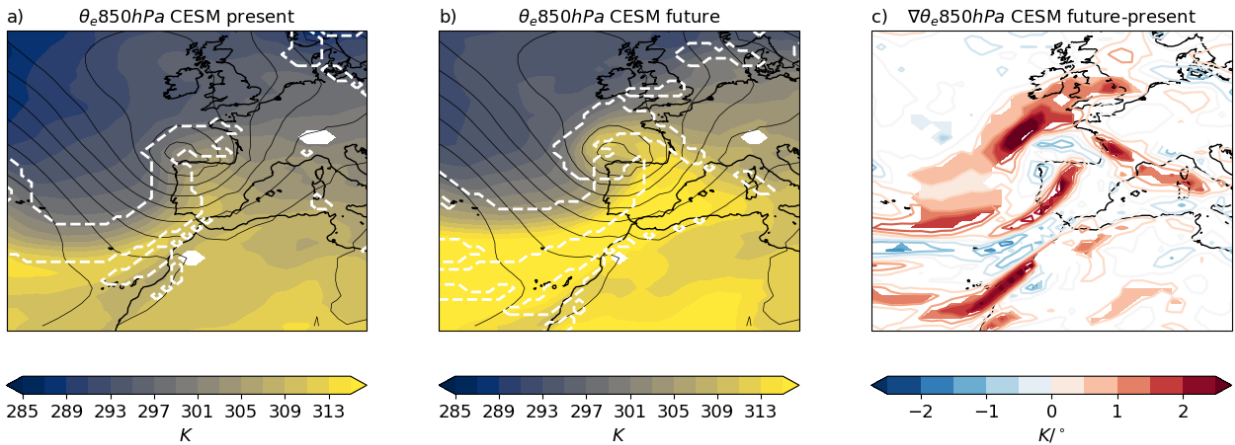 a) θₑ850hPa CESM present
b) θₑ850hPa CESM future
c) ∇θₑ850hPa CESM future-present
285 289 293 297 301 305 309 313
K
285 289 293 297 301 305 309 313
K
−2 −1 0 1 2
K/°